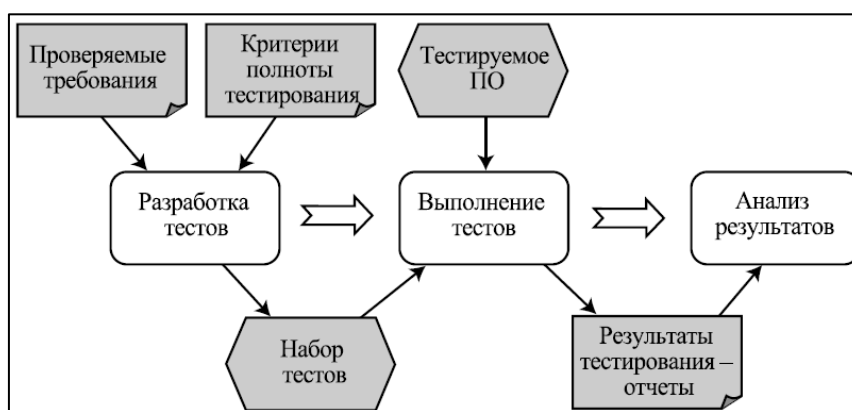 Проверяемые
требования
Критерии
полноты
тестирования
Тестируемое
ПО
Разработка
тестов
Выполнение
тестов
Анализ
результатов
Набор
тестов
Результаты
тестирования –
отчеты